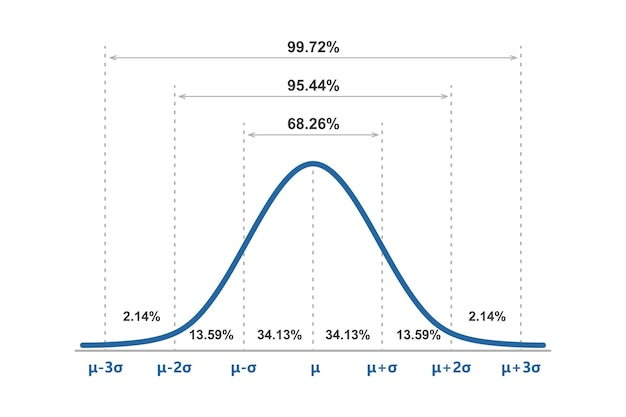 99.72%
95.44%
68.26%
2.14% 2.14%
13.59% 34.13% 34.13% 13.59%
μ-3σ μ-2σ μ-σ μ μ+σ μ+2σ μ+3σ